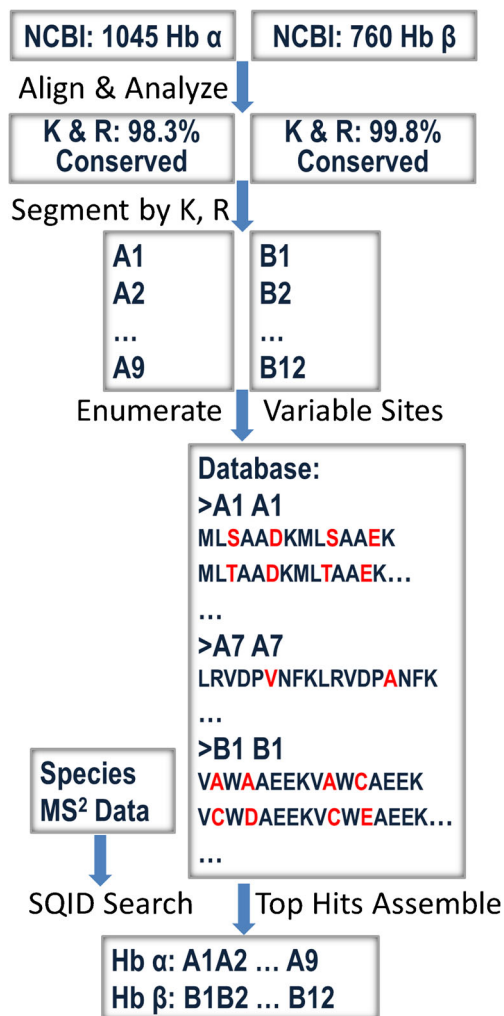 NCBI: 1045 Hb α
NCBI: 760 Hb β
Align & Analyze
K & R: 98.3%
Conserved
K & R: 99.8%
Conserved
Segment by K, R
A1
A2
...
A9
B1
B2
...
B12
Enumerate Variable Sites
Database:
>A1 A1
MLSAADKMLSAAEK
MLTAADKMLTAAEK...
...
>A7 A7
LRVDPVNFKLRVDPANFK
...
>B1 B1
VAWAAEEKVAWCAEEK
VCWDAEEKVCWEAEEK...
...
Species
MS² Data
SQID Search
Top Hits Assemble
Hb α: A1A2 ... A9
Hb β: B1B2 ... B12